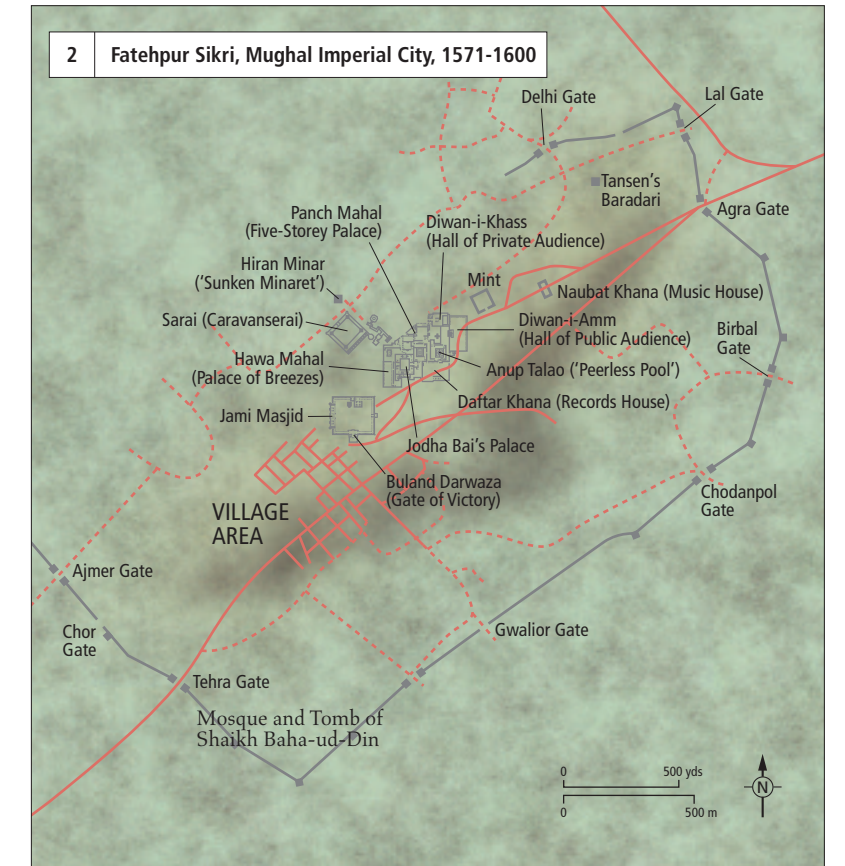 2 Fatehpur Sikri, Mughal Imperial City, 1571-1600
Delhi Gate
Lal Gate
Tansen's
Baradari
Agra Gate
Panch Mahal
(Five-Storey Palace)
Diwan-i-Khass
(Hall of Private Audience)
Hiran Minar
('Sunken Minaret')
Mint
Naubat Khana (Music House)
Sarai (Caravanserai)
Diwan-i-Amm
(Hall of Public Audience)
Birbal
Gate
Hawa Mahal
(Palace of Breezes)
Anup Talao ('Peerless Pool')
Daftar Khana (Records House)
Jami Masjid
Jodha Bai's Palace
Buland Darwaza
(Gate of Victory)
Chodanpol
Gate
VILLAGE
AREA
Ajmer Gate
Chor
Gate
Gwalior Gate
Tehra Gate
Mosque and Tomb of
Shaikh Baha-ud-Din
0 500 yds
0 500 m
N